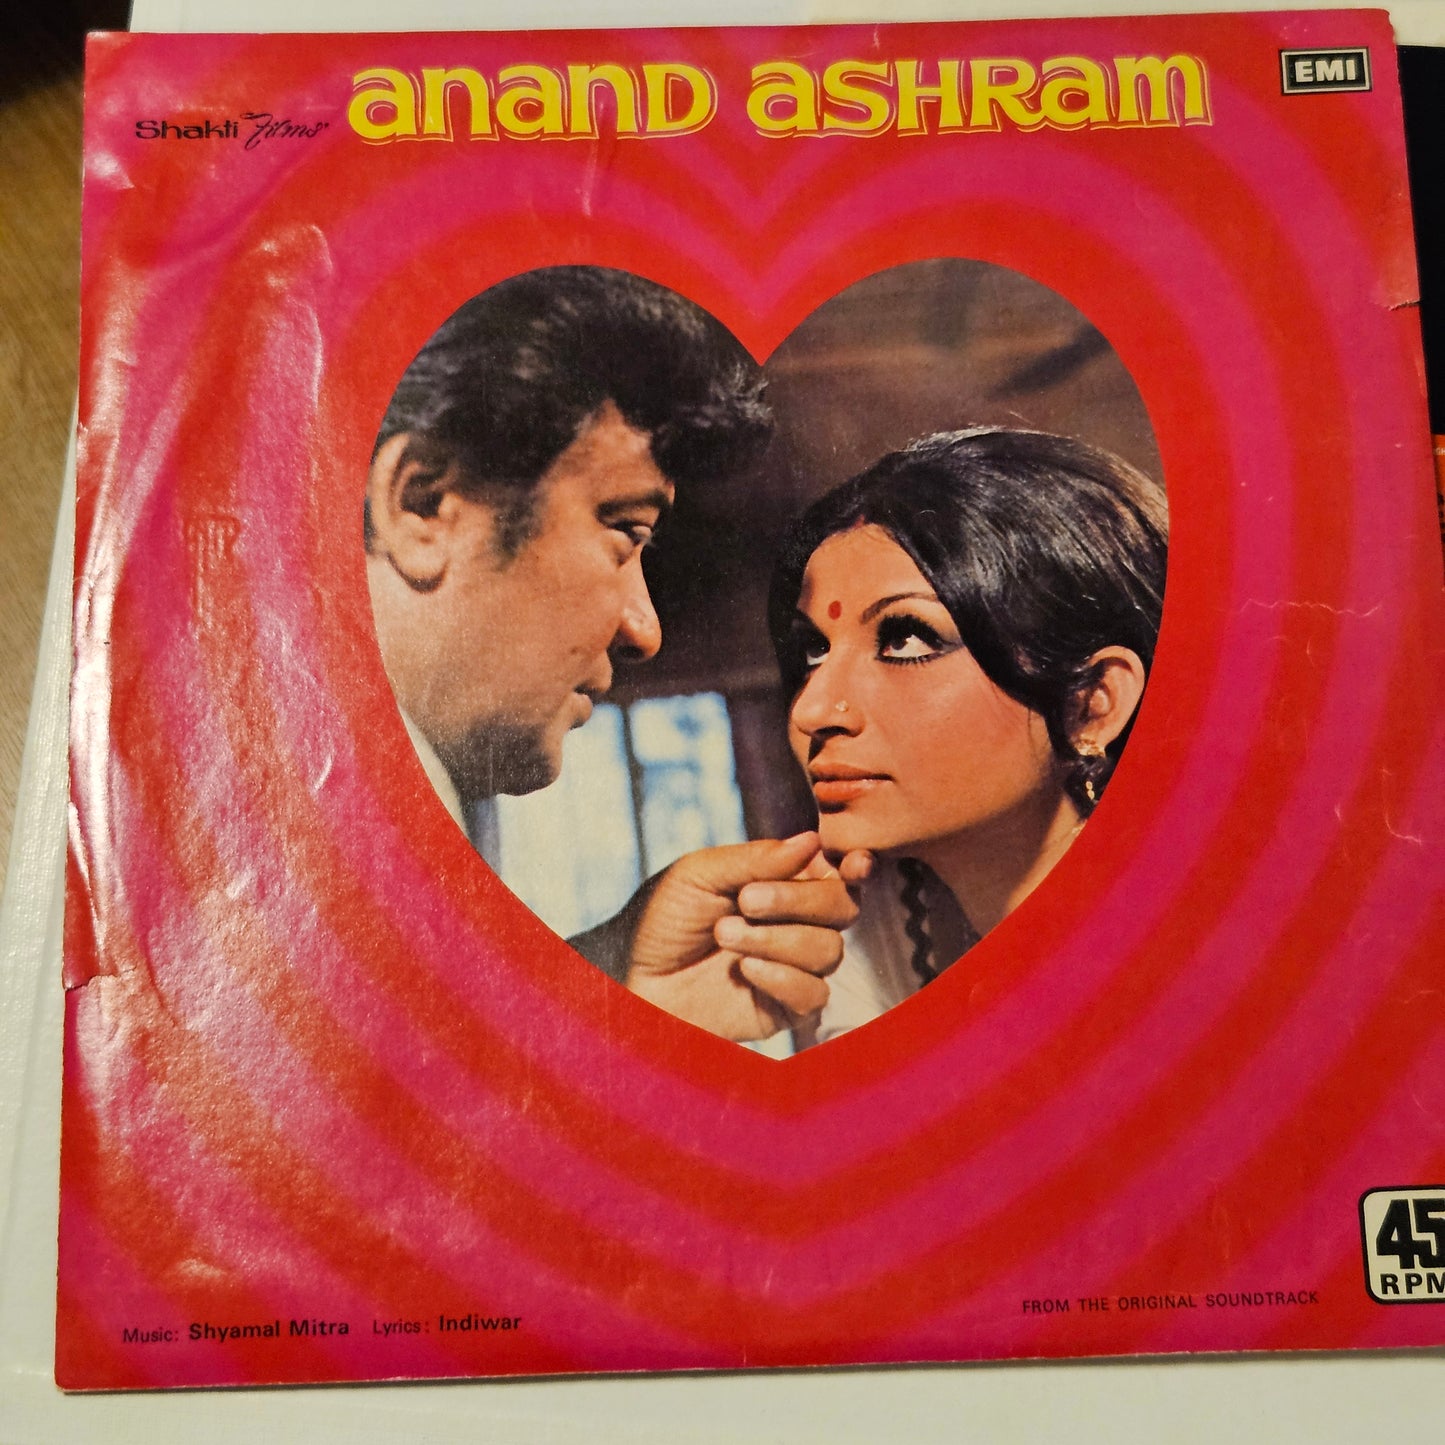 anand ashram
EMI
Shakti Films
45
RPM
FROM THE ORIGINAL SOUNDTRACK
Music: Shyamal Mitra Lyrics: Indiwar